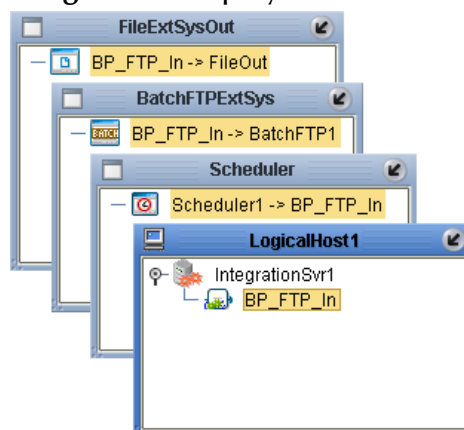 FileExtSysOut
BP_FTP_In -> FileOut
BatchFTPExtSys
BATCH
BP_FTP_In -> BatchFTP1
Scheduler
Scheduler1 -> BP_FTP_In
LogicalHost1
IntegrationSvr1
BP_FTP_In